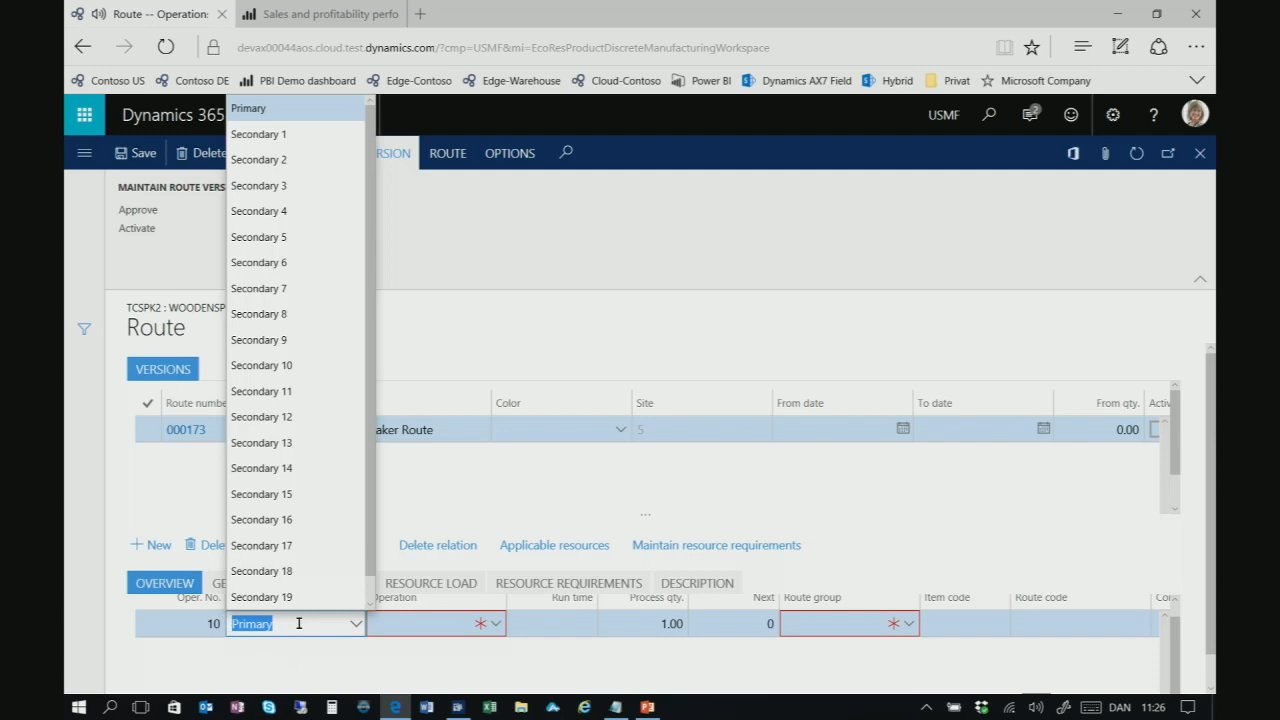 Route -- Operation:
Sales and profitability perfo
devax00044aos.cloud.test.dynamics.com/?cmp=USMF&mi=EcoResProductDiscreteManufacturingWorkspace
Contoso US
Contoso DE
PBI Demo dashboard
Edge-Contoso
Edge-Warehouse
Cloud-Contoso
Power BI
Dynamics AX7 Field
Hybrid
Privat
Microsoft Company
Dynamics 365
USMF
2
?
Save
Delete
RSION
ROUTE
OPTIONS
MAINTAIN ROUTE VERS
Approve
Activate
Primary
Secondary 1
Secondary 2
Secondary 3
Secondary 4
Secondary 5
Secondary 6
Secondary 7
Secondary 8
Secondary 9
Secondary 10
Secondary 11
Secondary 12
Secondary 13
Secondary 14
Secondary 15
Secondary 16
Secondary 17
Secondary 18
Secondary 19
TCSPK2 : WOODENSP
Route
VERSIONS
Route numbe
Color
Site
From date
To date
From qty.
Activ
000173
aker Route
5
0.00
...
+ New
Dele
Delete relation
Applicable resources
Maintain resource requirements
OVERVIEW
GE
RESOURCE LOAD
RESOURCE REQUIREMENTS
DESCRIPTION
Oper. No.
Operation
Run time
Process qty.
Next
Route group
Item code
Route code
Cor
10
Primary
1.00
0
DAN
11:26